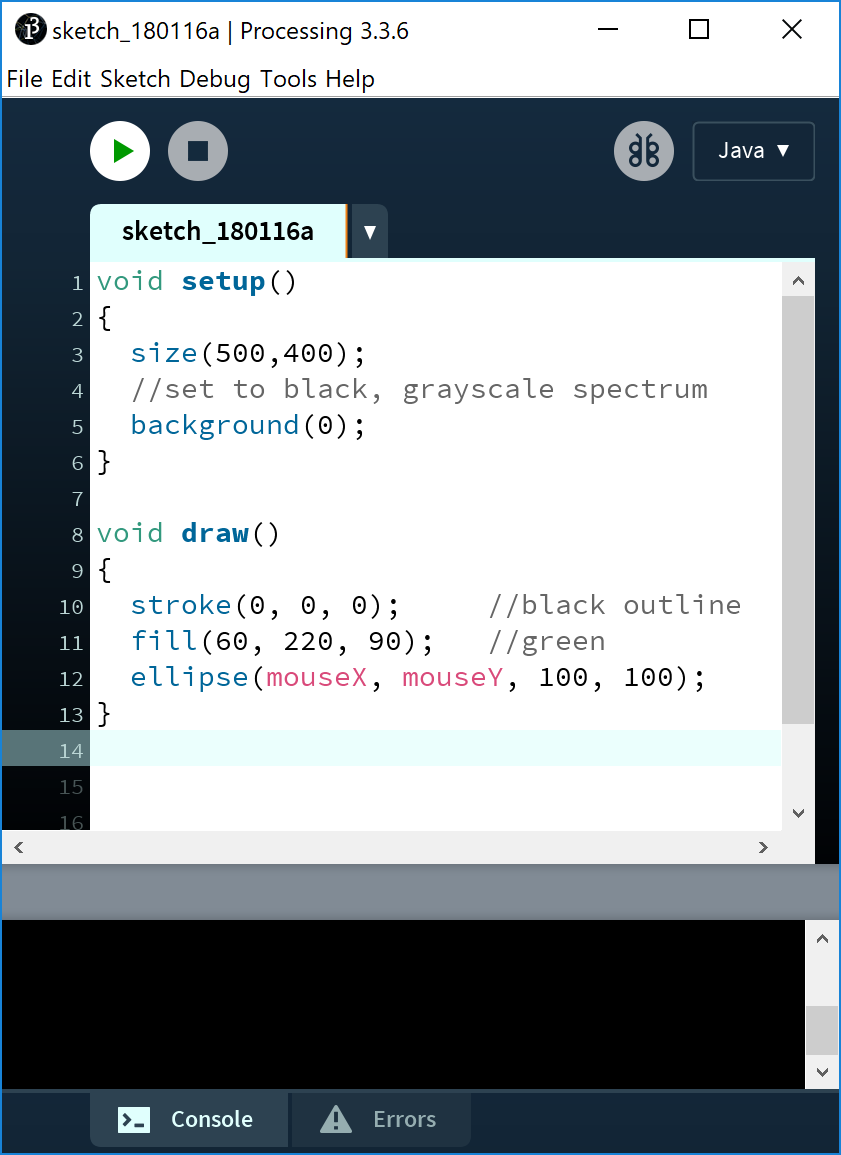 sketch_180116a | Processing 3.3.6
File Edit Sketch Debug Tools Help
Java ▼
sketch_180116a ▼
1 void setup()
2 {
3   size(500,400);
4   //set to black, grayscale spectrum
5   background(0);
6 }
7
8 void draw()
9 {
10   stroke(0, 0, 0);     //black outline
11   fill(60, 220, 90);   //green
12   ellipse(mouseX, mouseY, 100, 100);
13 }
14
15
16
Console Errors